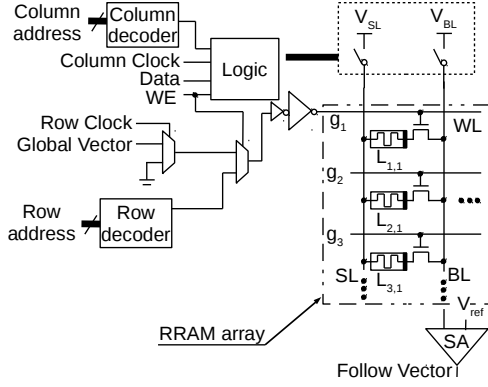 Column
address
Column
decoder
V_SL
V_BL
Column Clock
Data
WE
Logic
Row Clock
Global Vector
g_1
WL
L_1,1
g_2
Row
address
Row
decoder
L_2,1
g_3
SL
L_3,1
BL
V_ref
RRAM array
SA
Follow Vector